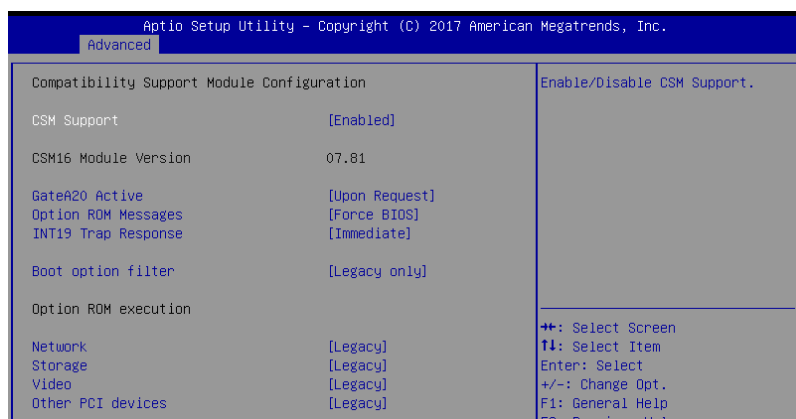 Aptio Setup Utility – Copyright (C) 2017 American Megatrends, Inc.
Advanced
Compatibility Support Module Configuration
Enable/Disable CSM Support.
CSM Support [Enabled]
CSM16 Module Version 07.81
GateA20 Active [Upon Request]
Option ROM Messages [Force BIOS]
INT19 Trap Response [Immediate]
Boot option filter [Legacy only]
Option ROM execution
Network [Legacy]
Storage [Legacy]
Video [Legacy]
Other PCI devices [Legacy]
→←: Select Screen
↑↓: Select Item
Enter: Select
+/-: Change Opt.
F1: General Help